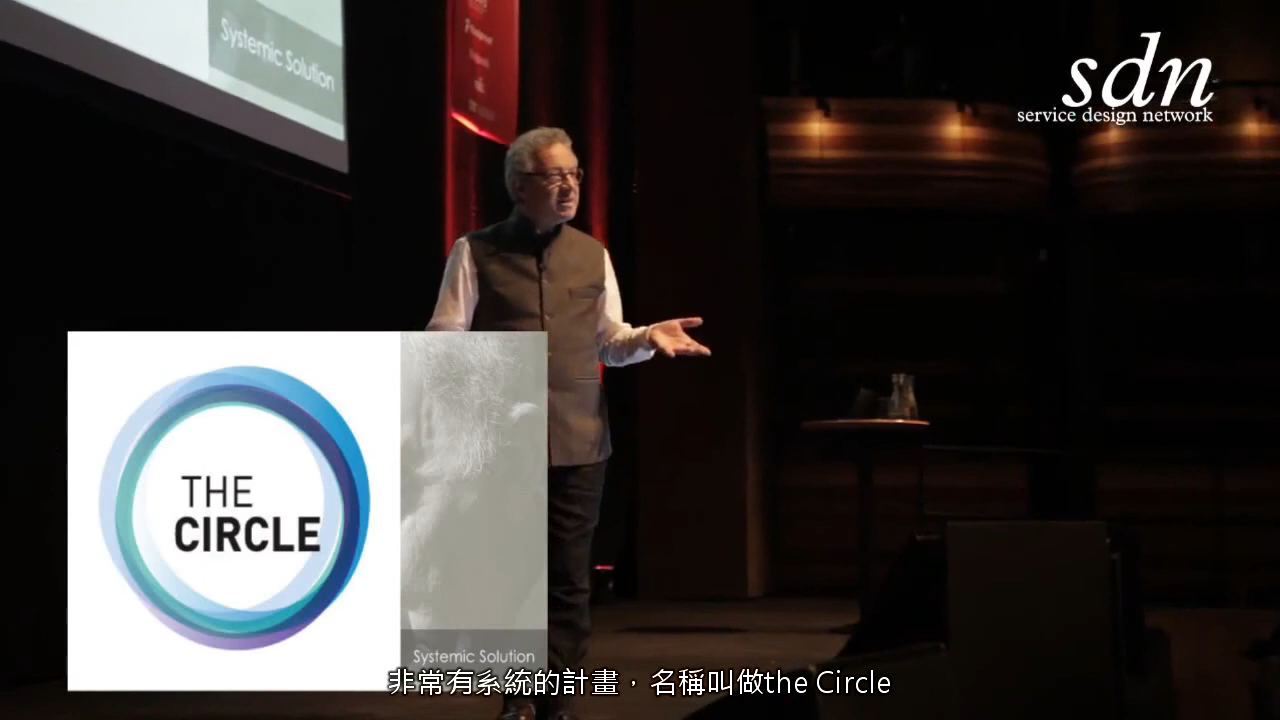 Systemic Solution
sdn
service design network
THE
CIRCLE
Systemic Solution
非常有系統的計畫，名稱叫做the Circle